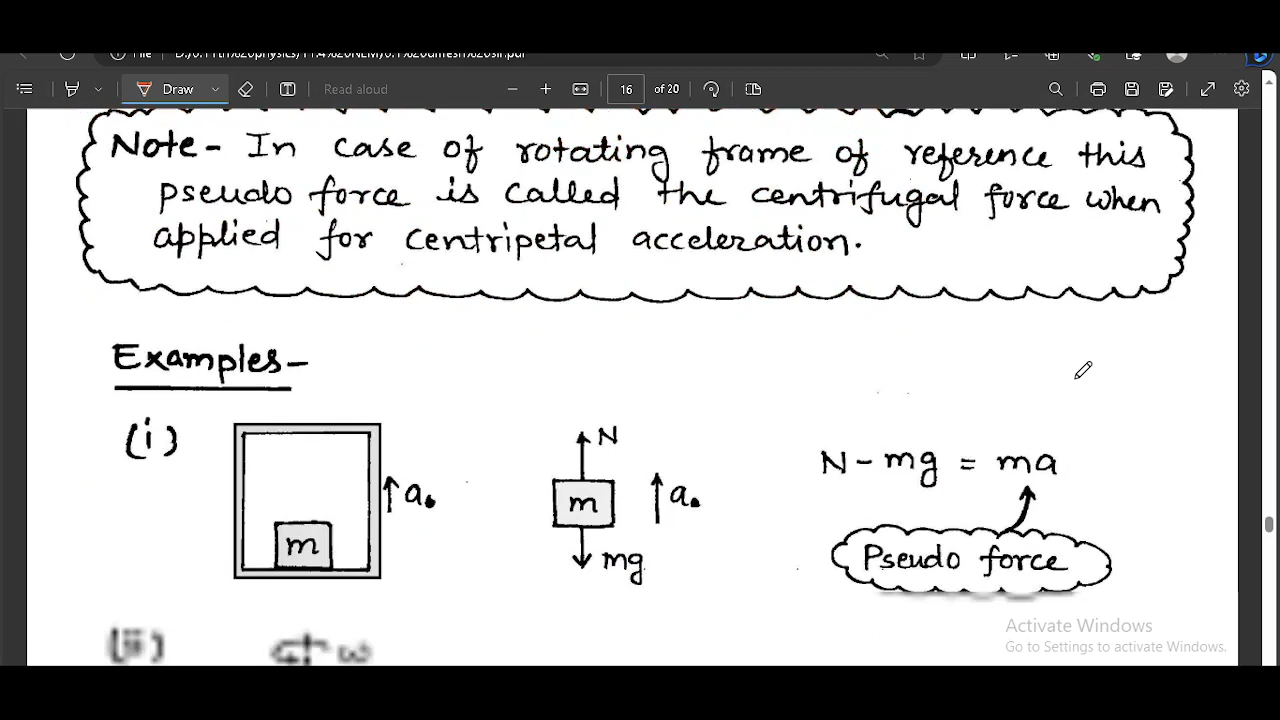 Draw
Read aloud
16
of 20
Note - In case of rotating frame of reference this
pseudo force is called the centrifugal force when
applied for centripetal acceleration.
Examples -
(i)
m
a.
N
m
a.
mg
N - mg = ma
Pseudo force
Activate Windows
Go to Settings to activate Windows.
(ii)
ω